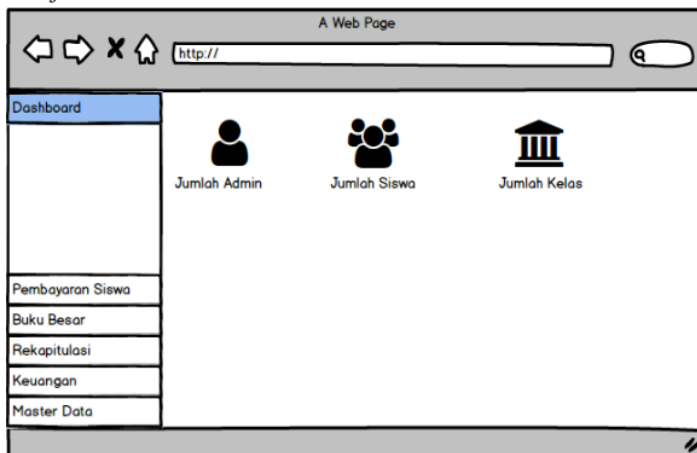 A Web Page
http://
Dashboard
Jumlah Admin
Jumlah Siswa
Jumlah Kelas
Pembayaran Siswa
Buku Besar
Rekapitulasi
Keuangan
Master Data